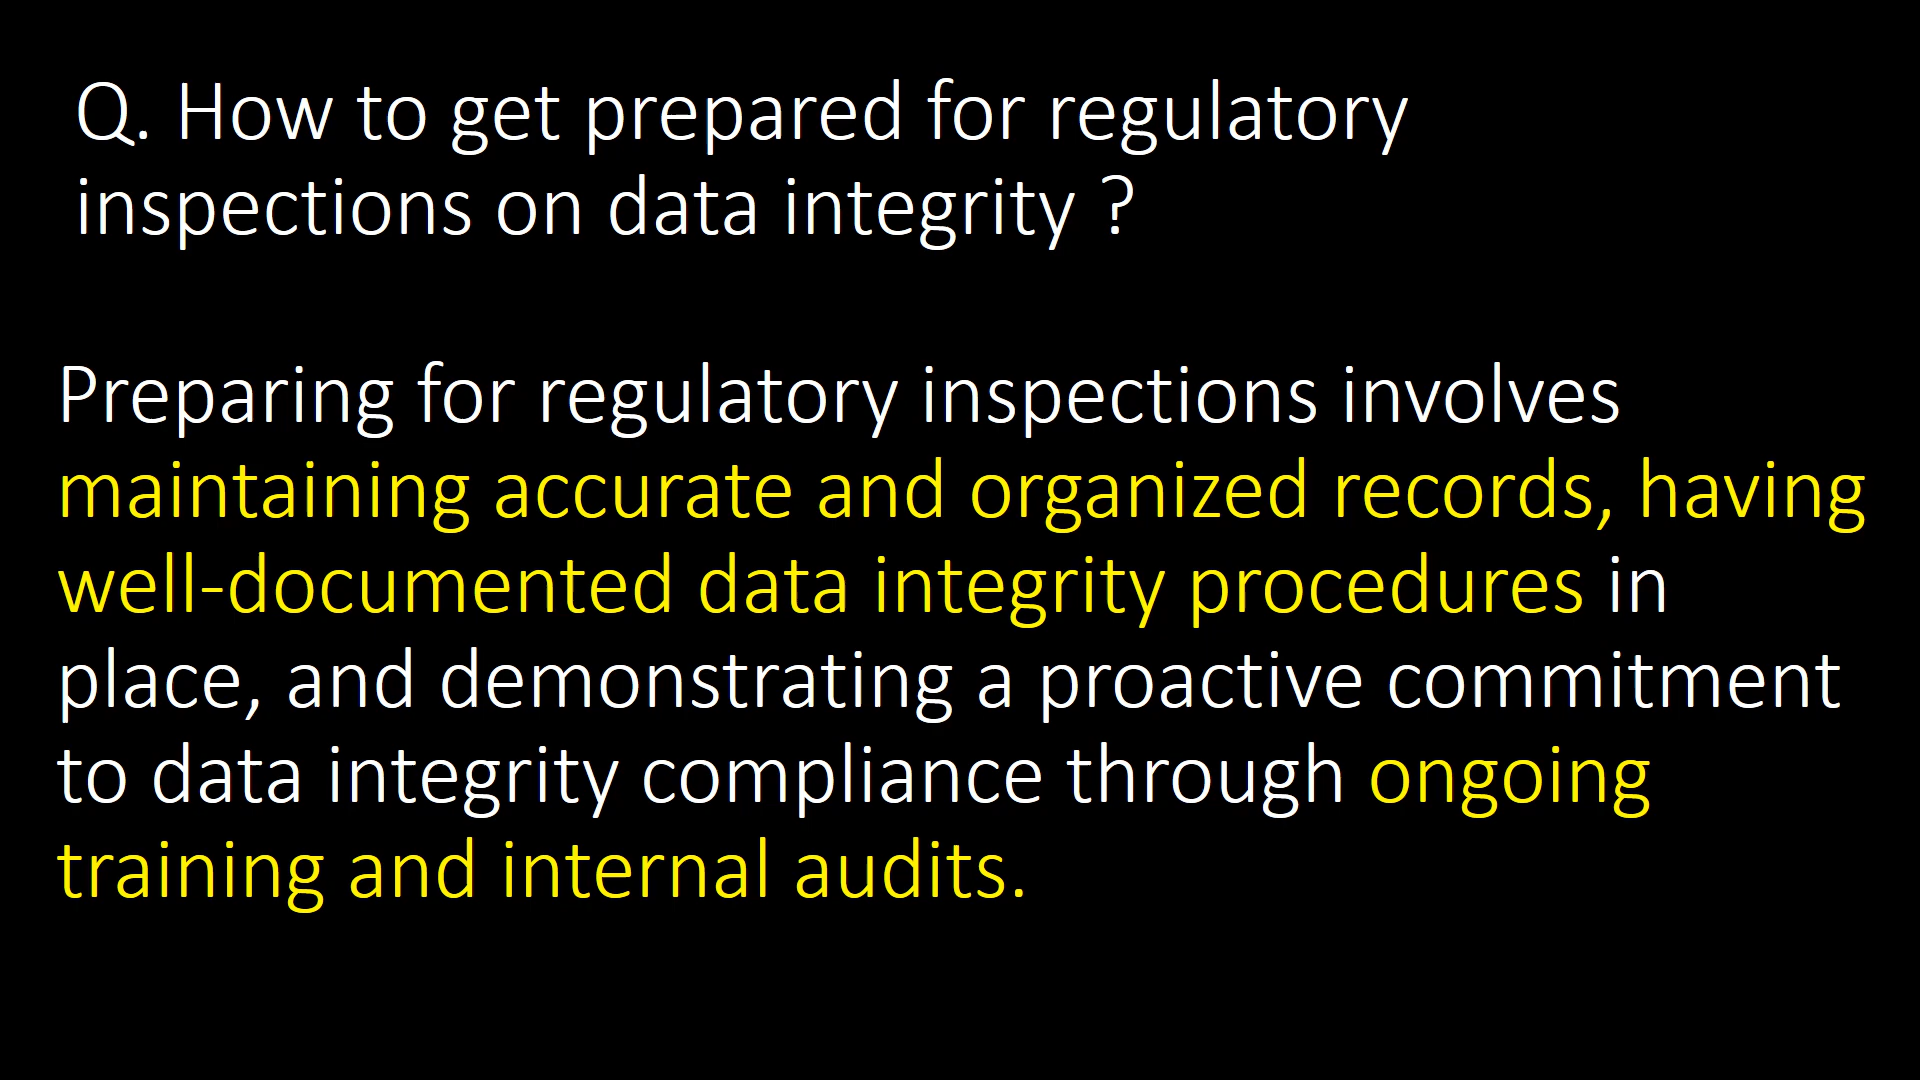 Q. How to get prepared for regulatory
inspections on data integrity ?
Preparing for regulatory inspections involves
maintaining accurate and organized records, having
well-documented data integrity procedures in
place, and demonstrating a proactive commitment
to data integrity compliance through ongoing
training and internal audits.